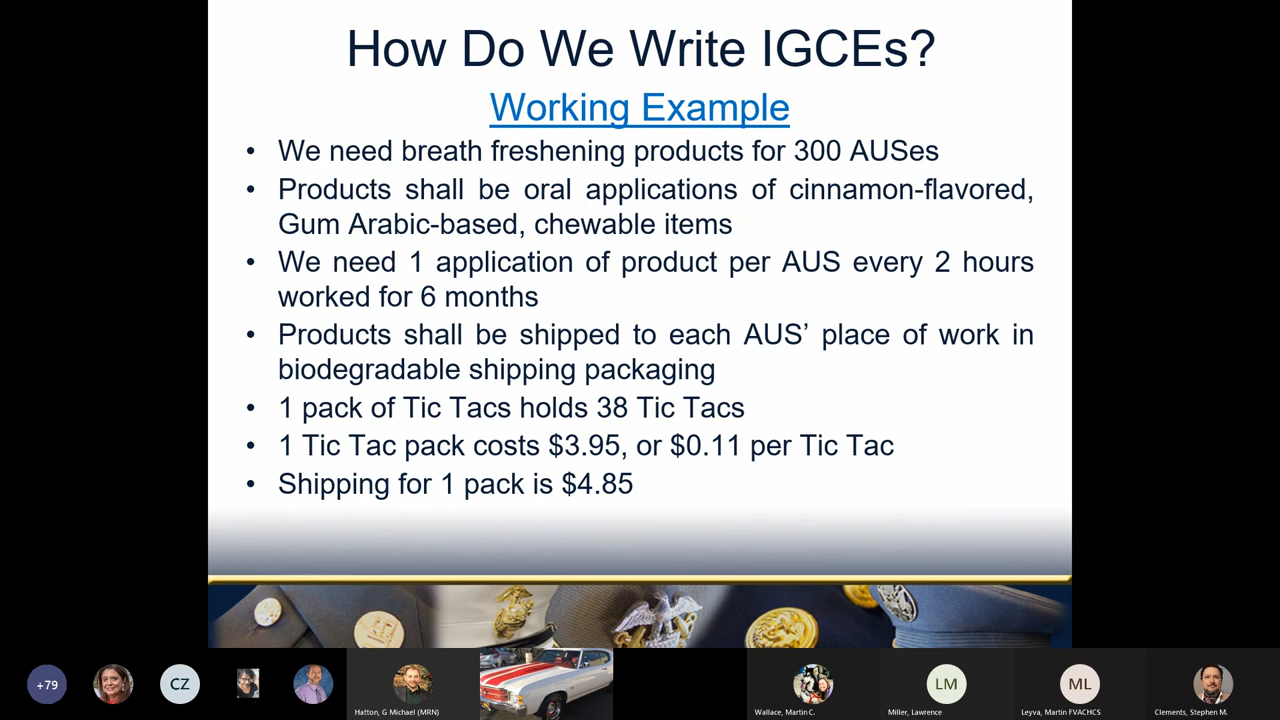 How Do We Write IGCEs?
Working Example
• We need breath freshening products for 300 AUSes
• Products shall be oral applications of cinnamon-flavored,
Gum Arabic-based, chewable items
• We need 1 application of product per AUS every 2 hours
worked for 6 months
• Products shall be shipped to each AUS’ place of work in
biodegradable shipping packaging
• 1 pack of Tic Tacs holds 38 Tic Tacs
• 1 Tic Tac pack costs $3.95, or $0.11 per Tic Tac
• Shipping for 1 pack is $4.85
+79
CZ
LM
ML
Hatton, G Michael (MRN)
Wallace, Martin C.
Miller, Lawrence
Leyva, Martin FVACHCS
Clements, Stephen M.